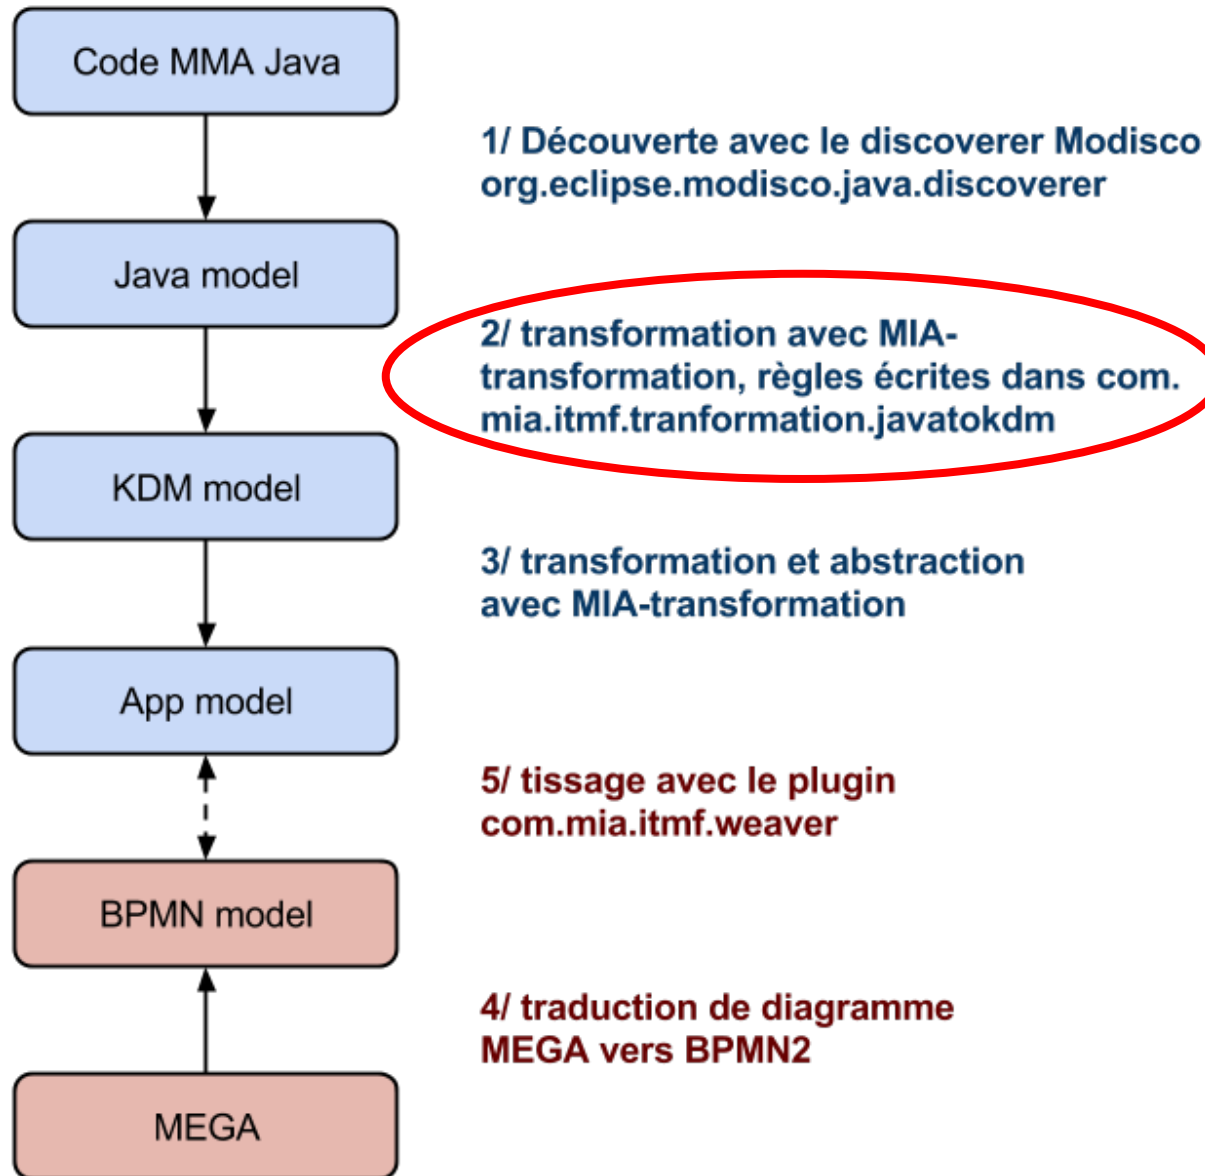 Code MMA Java
1/ Découverte avec le discoverer Modisco
org.eclipse.modisco.java.discoverer
Java model
2/ transformation avec MIA-
transformation, règles écrites dans com.
mia.itmf.tranformation.javatokdm
KDM model
3/ transformation et abstraction
avec MIA-transformation
App model
5/ tissage avec le plugin
com.mia.itmf.weaver
BPMN model
4/ traduction de diagramme
MEGA vers BPMN2
MEGA